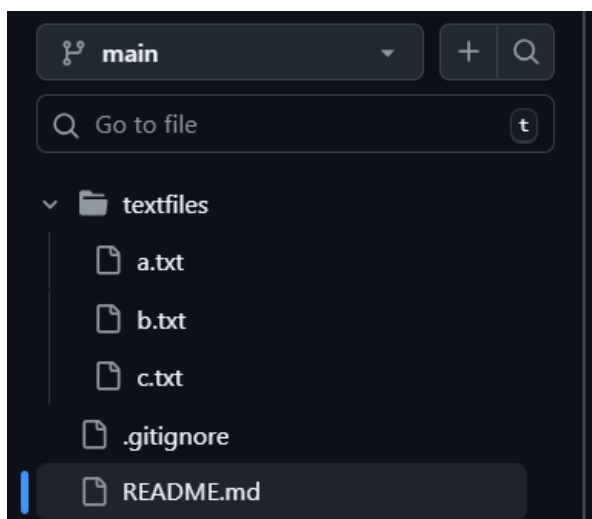 main
Go to file t
textfiles
a.txt
b.txt
c.txt
.gitignore
README.md